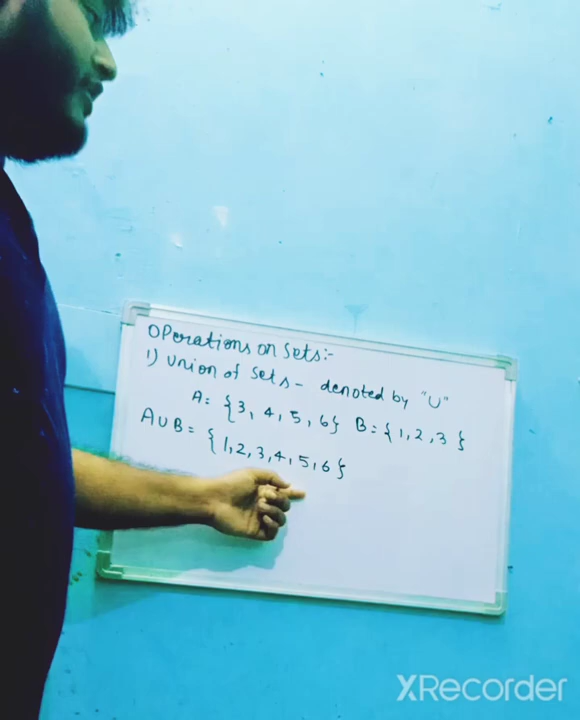 OPerations on Sets:-
1) Union of Sets - denoted by "U"
A = {3, 4, 5, 6} B = {1, 2, 3}
AUB = {1, 2, 3, 4, 5, 6}
XRecorder